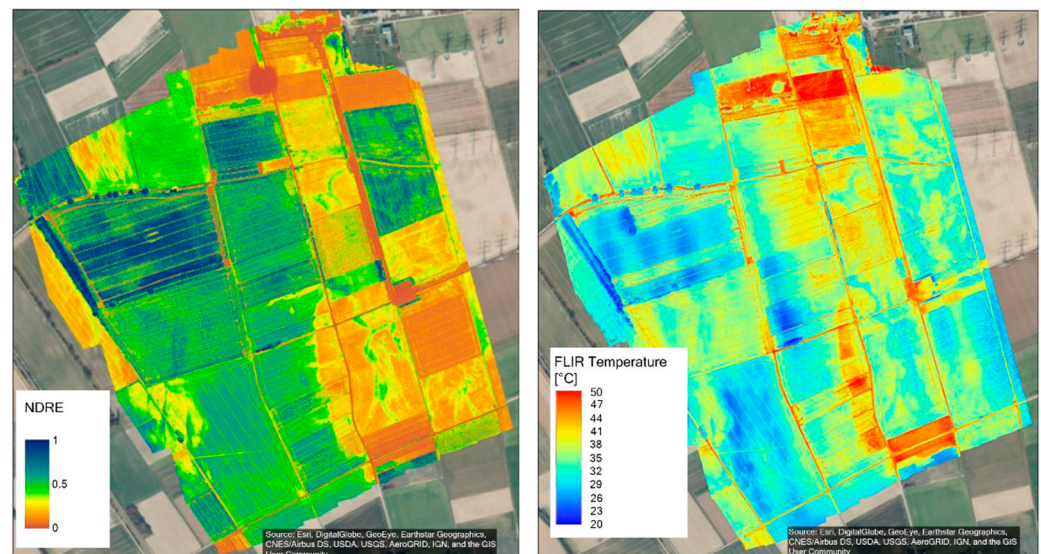 NDRE
1
0.5
0
Source: Esri, DigitalGlobe, GeoEye, Earthstar Geographics,
CNES/Airbus DS, USDA, USGS, AeroGRID, IGN, and the GIS
User Community
FLIR Temperature
[°C]
50
47
44
41
38
35
32
29
26
23
20
Source: Esri, DigitalGlobe, GeoEye, Earthstar Geographics,
CNES/Airbus DS, USDA, USGS, AeroGRID, IGN, and the GIS
User Community